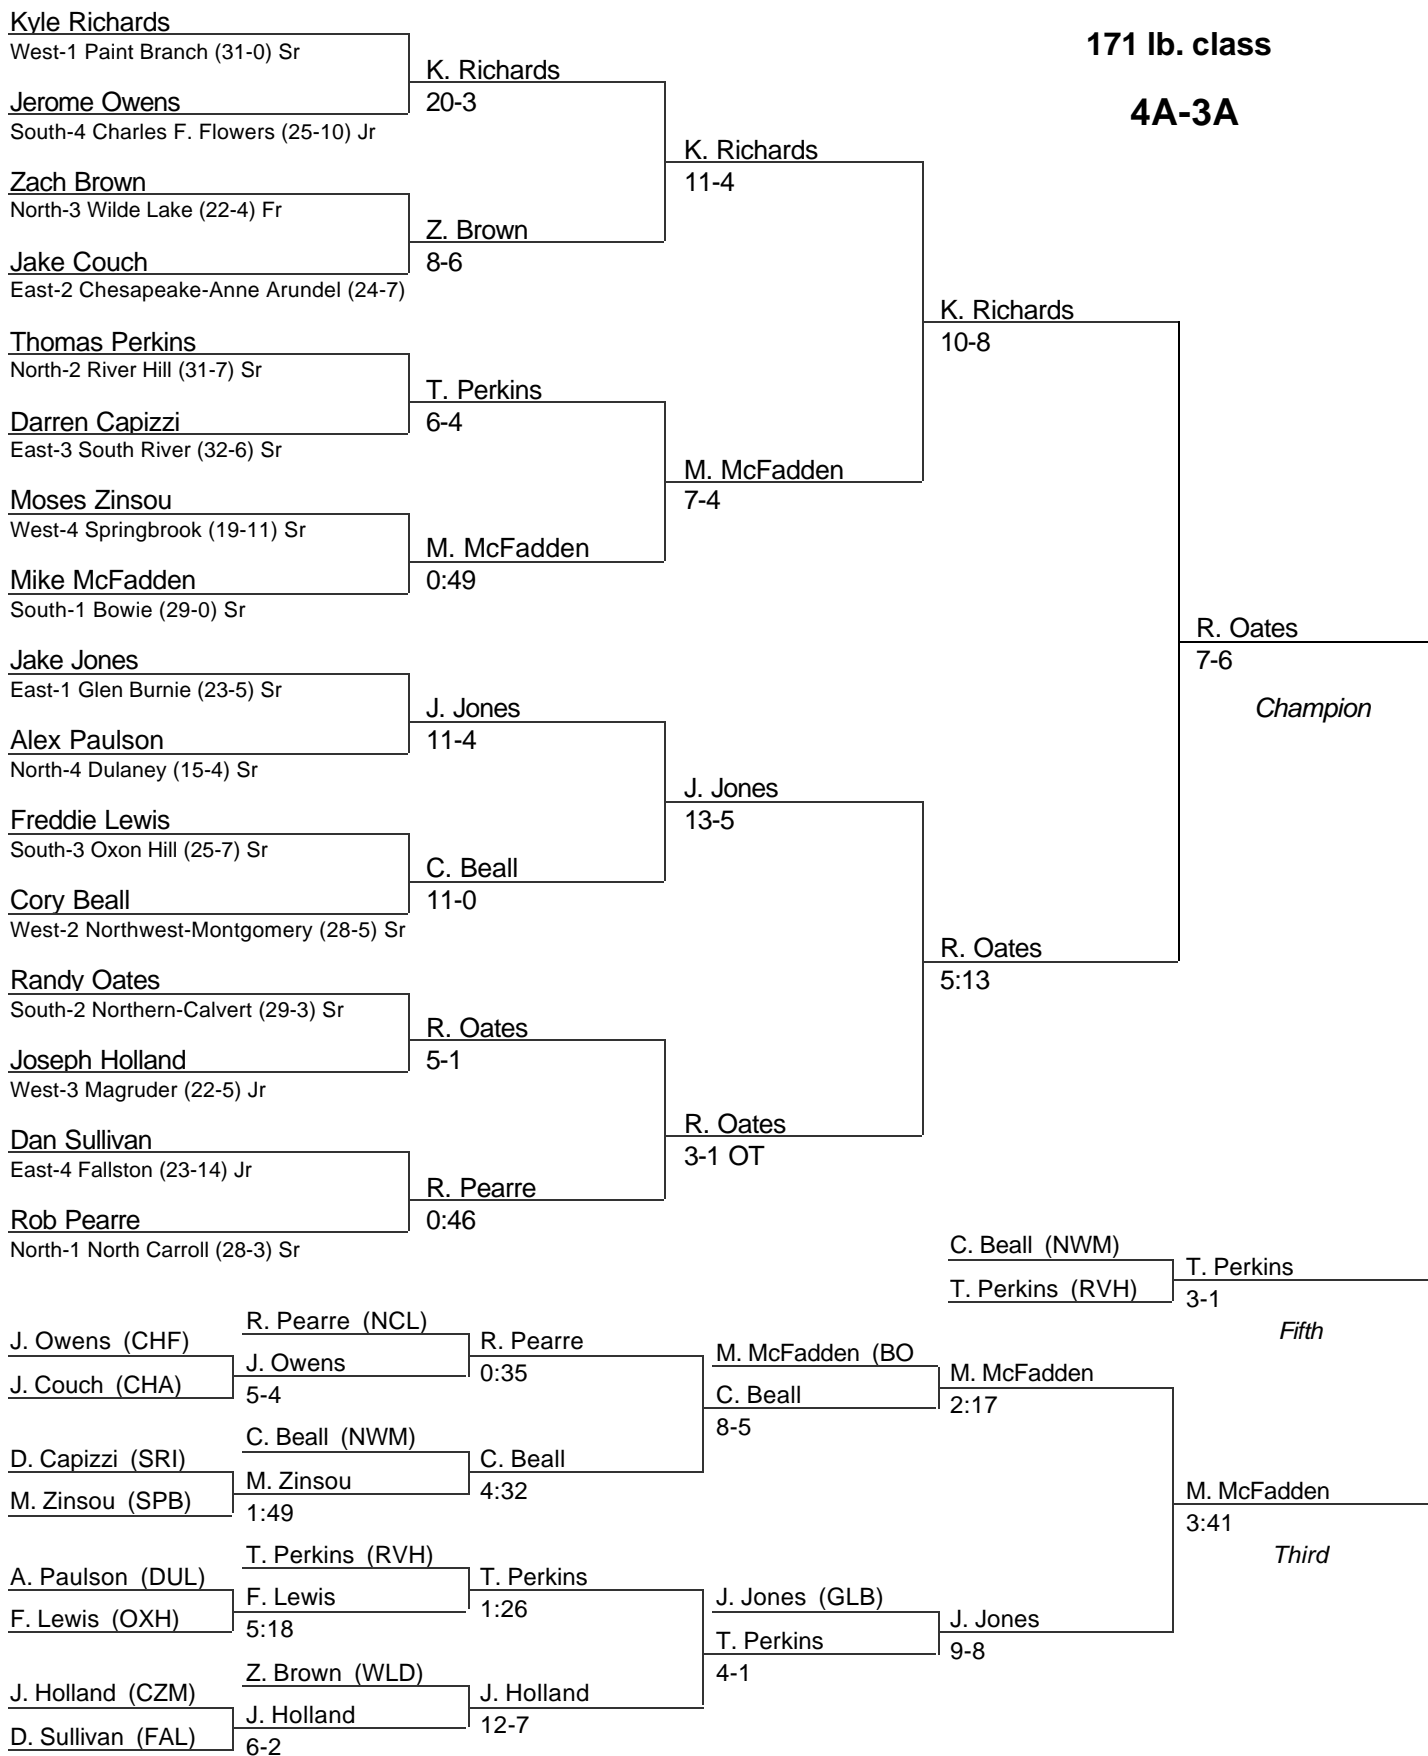 Kyle Richards
West-1 Paint Branch (31-0) Sr
171 lb. class
K. Richards
20-3
Jerome Owens
South-4 Charles F. Flowers (25-10) Jr
4A-3A
K. Richards
11-4
Zach Brown
North-3 Wilde Lake (22-4) Fr
Z. Brown
8-6
Jake Couch
East-2 Chesapeake-Anne Arundel (24-7)
K. Richards
10-8
Thomas Perkins
North-2 River Hill (31-7) Sr
T. Perkins
6-4
Darren Capizzi
East-3 South River (32-6) Sr
M. McFadden
7-4
Moses Zinsou
West-4 Springbrook (19-11) Sr
M. McFadden
0:49
Mike McFadden
South-1 Bowie (29-0) Sr
R. Oates
7-6
Champion
Jake Jones
East-1 Glen Burnie (23-5) Sr
J. Jones
11-4
Alex Paulson
North-4 Dulaney (15-4) Sr
J. Jones
13-5
Freddie Lewis
South-3 Oxon Hill (25-7) Sr
C. Beall
11-0
Cory Beall
West-2 Northwest-Montgomery (28-5) Sr
R. Oates
5:13
Randy Oates
South-2 Northern-Calvert (29-3) Sr
R. Oates
5-1
Joseph Holland
West-3 Magruder (22-5) Jr
R. Oates
3-1 OT
Dan Sullivan
East-4 Fallston (23-14) Jr
R. Pearre
0:46
Rob Pearre
North-1 North Carroll (28-3) Sr
C. Beall (NWM)
T. Perkins (RVH)
T. Perkins
3-1
Fifth
J. Owens (CHF)
J. Couch (CHA)
R. Pearre (NCL)
J. Owens
5-4
R. Pearre
0:35
M. McFadden (BO
C. Beall
8-5
M. McFadden
2:17
D. Capizzi (SRI)
M. Zinsou (SPB)
C. Beall (NWM)
M. Zinsou
1:49
C. Beall
4:32
M. McFadden
3:41
Third
A. Paulson (DUL)
F. Lewis (OXH)
T. Perkins (RVH)
F. Lewis
5:18
T. Perkins
1:26
J. Jones (GLB)
T. Perkins
4-1
J. Jones
9-8
J. Holland (CZM)
D. Sullivan (FAL)
Z. Brown (WLD)
J. Holland
6-2
J. Holland
12-7